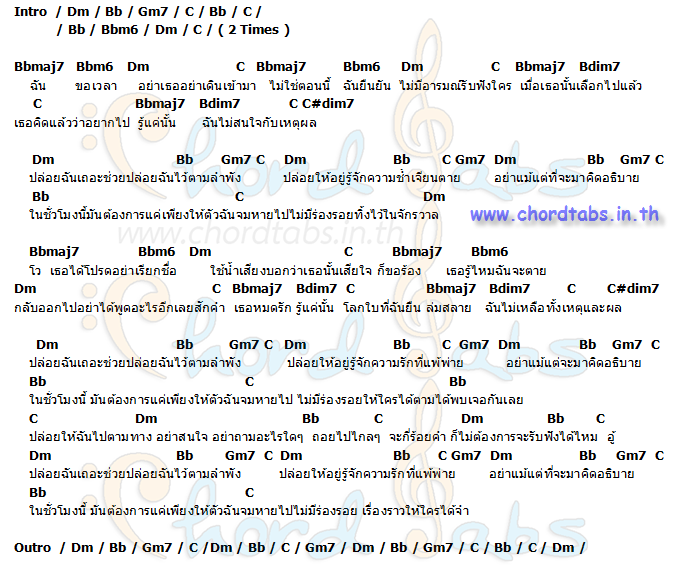 Intro / Dm / Bb / Gm7 / C / Bb / C /
/ Bb / Bbm6 / Dm / C / ( 2 Times )
Bbmaj7 Bbm6 Dm C Bbmaj7 Bbm6 Dm C Bbmaj7 Bdim7
ฉัน ขอเวลา อย่าเธออย่าเดินเข้ามา ไม่ใช่ตอนนี้ ฉันยืนยัน ไม่มีอารมณ์รับฟังใคร เมื่อเธอนั้นเลือกไปแล้ว
C Bbmaj7 Bdim7 C C#dim7
เธอคิดแล้วว่าอยากไป รู้แค่นั้น ฉันไม่สนใจกับเหตุผล
Dm Bb Gm7 C Dm Bb C Gm7 Dm Bb Gm7 C
ปล่อยฉันเถอะช่วยปล่อยฉันไว้ตามลำพัง ปล่อยให้อยู่รู้จักความช้ำเจียนตาย อย่าแม้แต่ที่จะมาคิดอธิบาย
Bb C Dm
ในชั่วโมงนี้มันต้องการแค่เพียงให้ตัวฉันจมหายไปไม่มีร่องรอยทิ้งไว้ในจักรวาล
www.chordtabs.in.th
www.chordtabs.in.th
Bbmaj7 Bbm6 Dm C Bbmaj7 Bbm6
โว เธอได้โปรดอย่าเรียกชื่อ ใช้น้ำเสียงบอกว่าเธอนั้นเสียใจ ก็ขอร้อง เธอรู้ไหมฉันจะตาย
Dm C Bbmaj7 Bdim7 C Bbmaj7 Bdim7 C C#dim7
กลับออกไปอย่าได้พูดอะไรอีกเลยสักคำ เธอหมดรัก รู้แค่นั้น โลกใบที่ฉันยืน ล่มสลาย ฉันไม่เหลือทั้งเหตุและผล
Dm Bb Gm7 C Dm Bb C Gm7 Dm Bb Gm7 C
ปล่อยฉันเถอะช่วยปล่อยฉันไว้ตามลำพัง ปล่อยให้อยู่รู้จักความรักที่แพ้พ่าย อย่าแม้แต่จะมาคิดอธิบาย
Bb C Bb
ในชั่วโมงนี้ มันต้องการแค่เพียงให้ตัวฉันจมหายไป ไม่มีร่องรอยให้ใครได้ตามได้พบเจอกันเลย
C Dm Bb C Dm Bb C
ปล่อยให้ฉันไปตามทาง อย่าสนใจ อย่าถามอะไรใดๆ ถอยไปไกลๆ จะกี่ร้อยคำ ก็ไม่ต้องการจะรับฟังได้ไหม อู้
Dm Bb Gm7 C Dm Bb C Gm7 Dm Bb Gm7 C
ปล่อยฉันเถอะช่วยปล่อยฉันไว้ตามลำพัง ปล่อยให้อยู่รู้จักความรักที่แพ้พ่าย อย่าแม้แต่ที่จะมาคิดอธิบาย
Bb C
ในชั่วโมงนี้ มันต้องการแค่เพียงให้ตัวฉันจมหายไปไม่มีร่องรอย เรื่องราวให้ใครได้จำ
Outro / Dm / Bb / Gm7 / C /Dm / Bb / C / Gm7 / Dm / Bb / Gm7 / C / Bb / C / Dm /